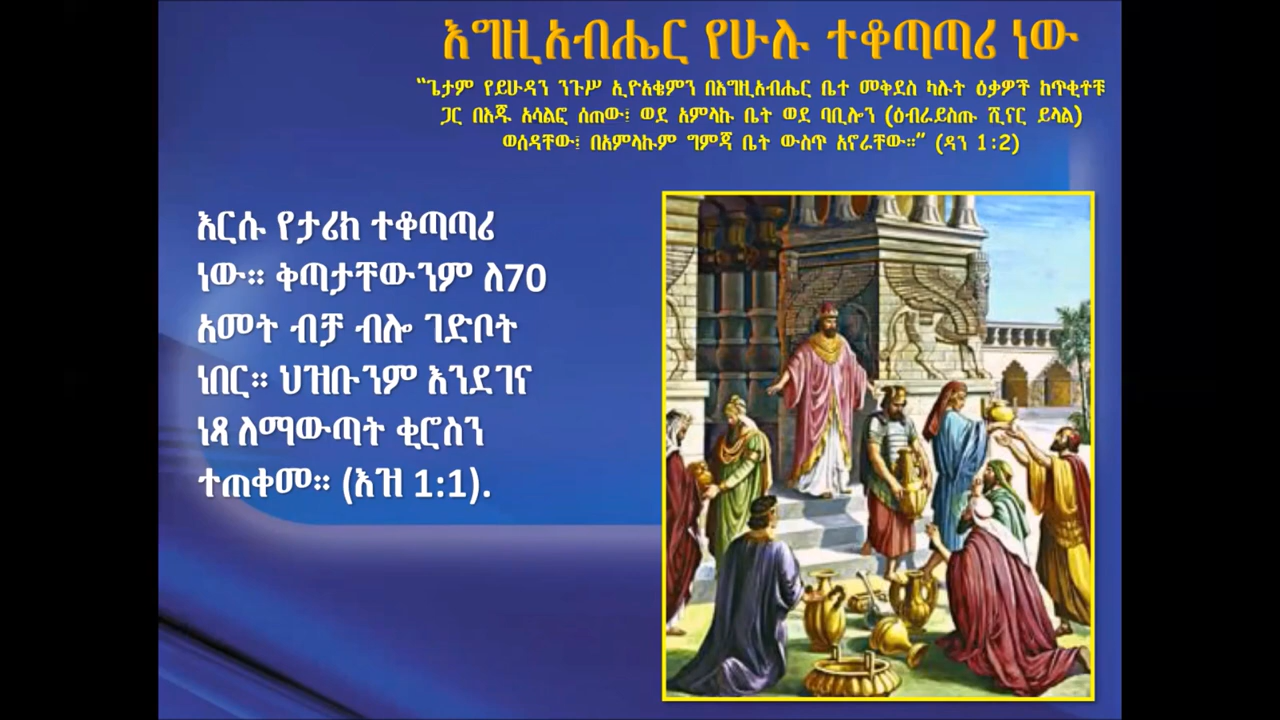 እግዚአብሔር የሁሉ ተቆጣጣሪ ነው
“ጌታም የይሁዳን ንጉሥ ኢዮአቄምን በእግዚአብሔር ቤተ መቅደስ ካሉት ዕቃዎች ከጥቂቶቹ
ጋር በእጁ አሳልፎ ሰጠው፤ ወደ አምላኩ ቤት ወደ ባቢሎን (ዕብራይስጡ ሺናር ይላል)
ወሰዳቸው፤ በአምላኩም ግምጃ ቤት ውስጥ አኖራቸው።” (ዳን 1:2)
እርሱ የታሪክ ተቆጣጣሪ
ነው። ቅጣታቸውንም ለ70
አመት ብቻ ብሎ ገድቦት
ነበር። ህዝቡንም እንደገና
ነጻ ለማውጣት ቂሮስን
ተጠቀመ። (እዝ 1:1).